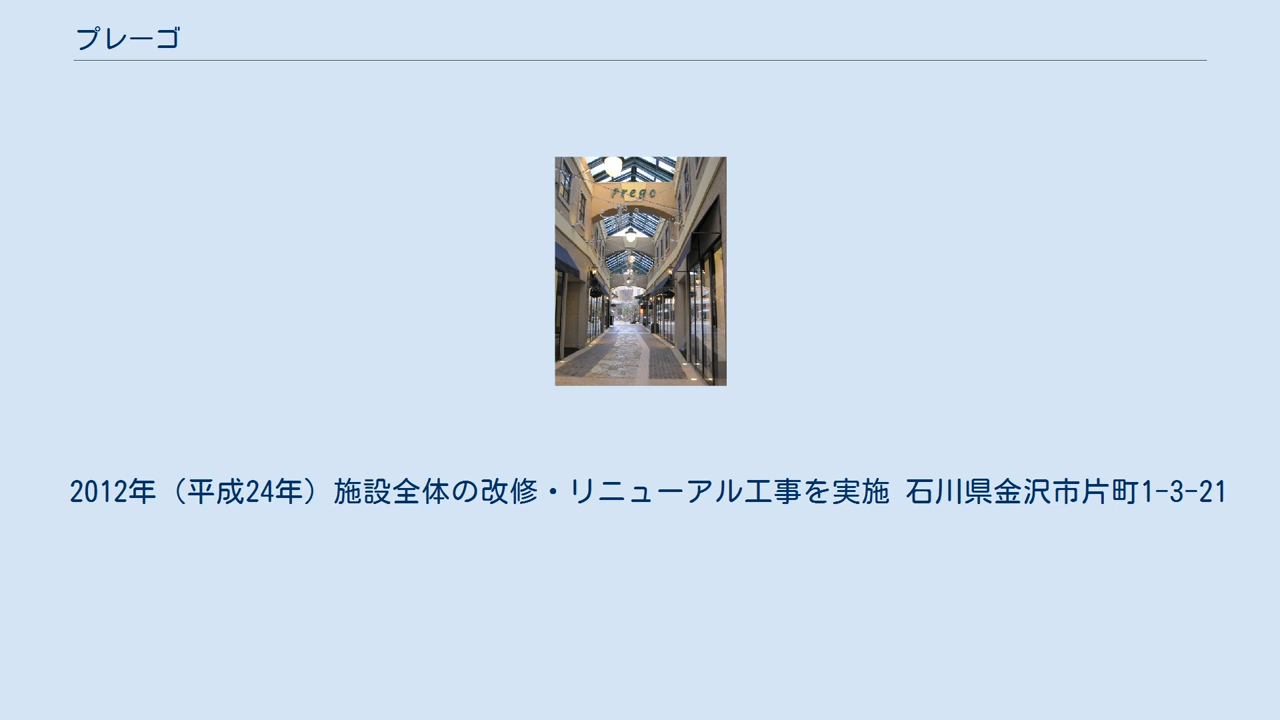 プレーゴ
Prego
2012年（平成24年）施設全体の改修・リニューアル工事を実施 石川県金沢市片町1-3-21